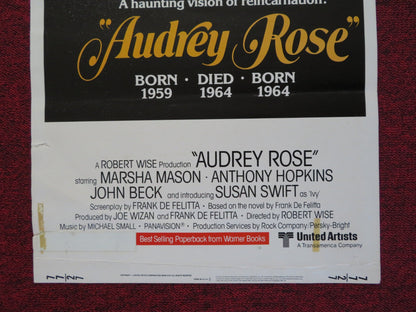 A haunting vision of reincarnation.
"Audrey Rose"
BORN · DIED · BORN
1959 1964 1964
A ROBERT WISE Production "AUDREY ROSE"
starring MARSHA MASON · ANTHONY HOPKINS
JOHN BECK and introducing SUSAN SWIFT as 'Ivy'
Screenplay by FRANK DE FELITTA · Based on the novel by Frank De Felitta
Produced by JOE WIZAN and FRANK DE FELITTA · Directed by ROBERT WISE
Music by MICHAEL SMALL · PANAVISION® · Production Services by Rock Company/Persky-Bright
Best Selling Paperback from Warner Books
United Artists
A Transamerica Company